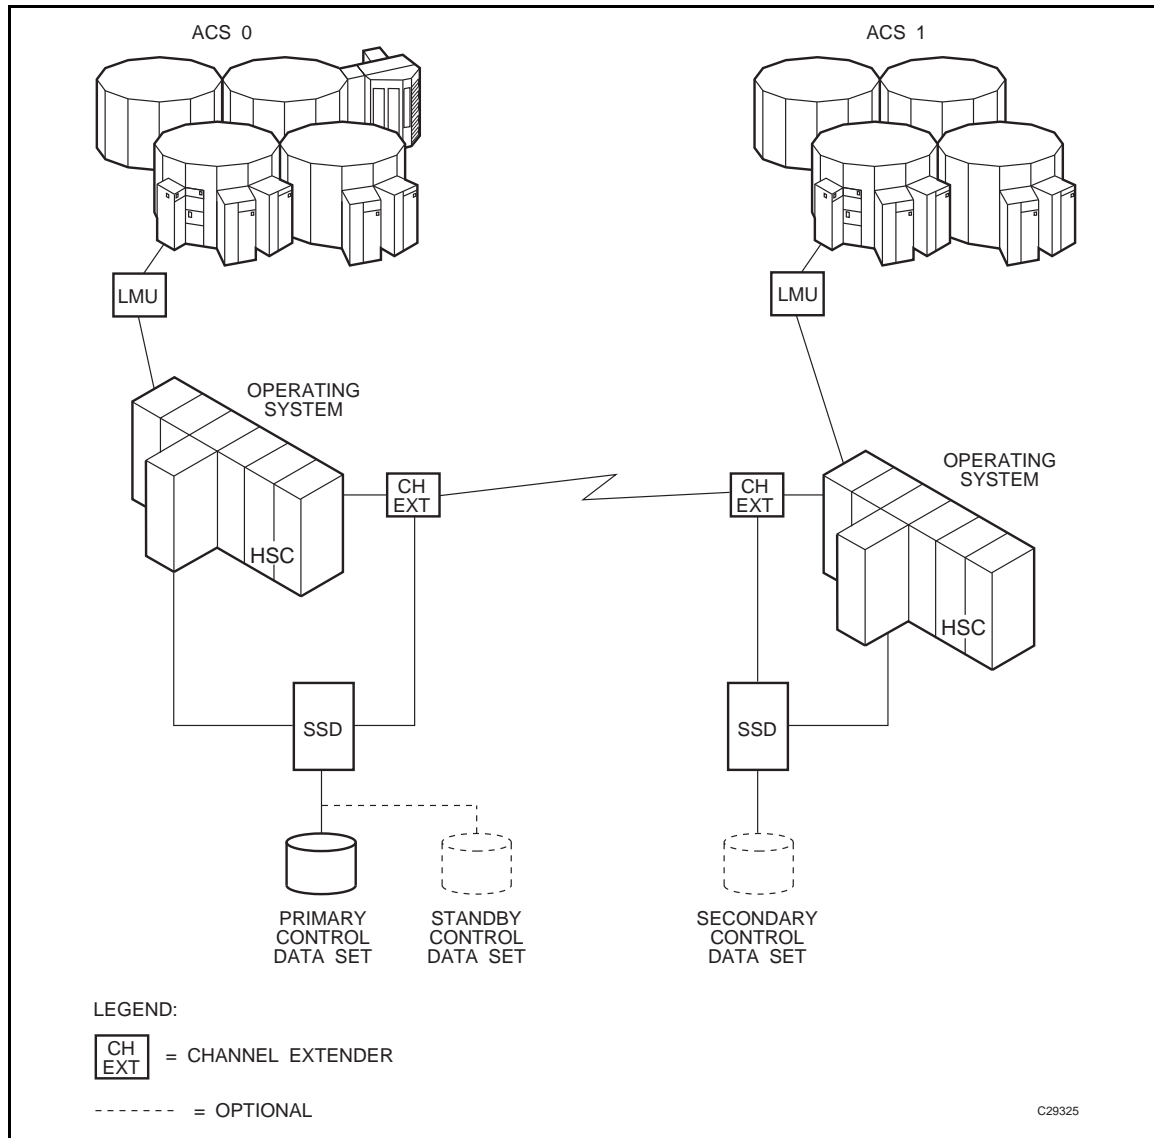 ACS 0
ACS 1
LMU
LMU
OPERATING
SYSTEM
OPERATING
SYSTEM
CH
EXT
CH
EXT
HSC
HSC
SSD
SSD
PRIMARY
CONTROL
DATA SET
STANDBY
CONTROL
DATA SET
SECONDARY
CONTROL
DATA SET
LEGEND:
CH
EXT
= CHANNEL EXTENDER
------- = OPTIONAL
C29325